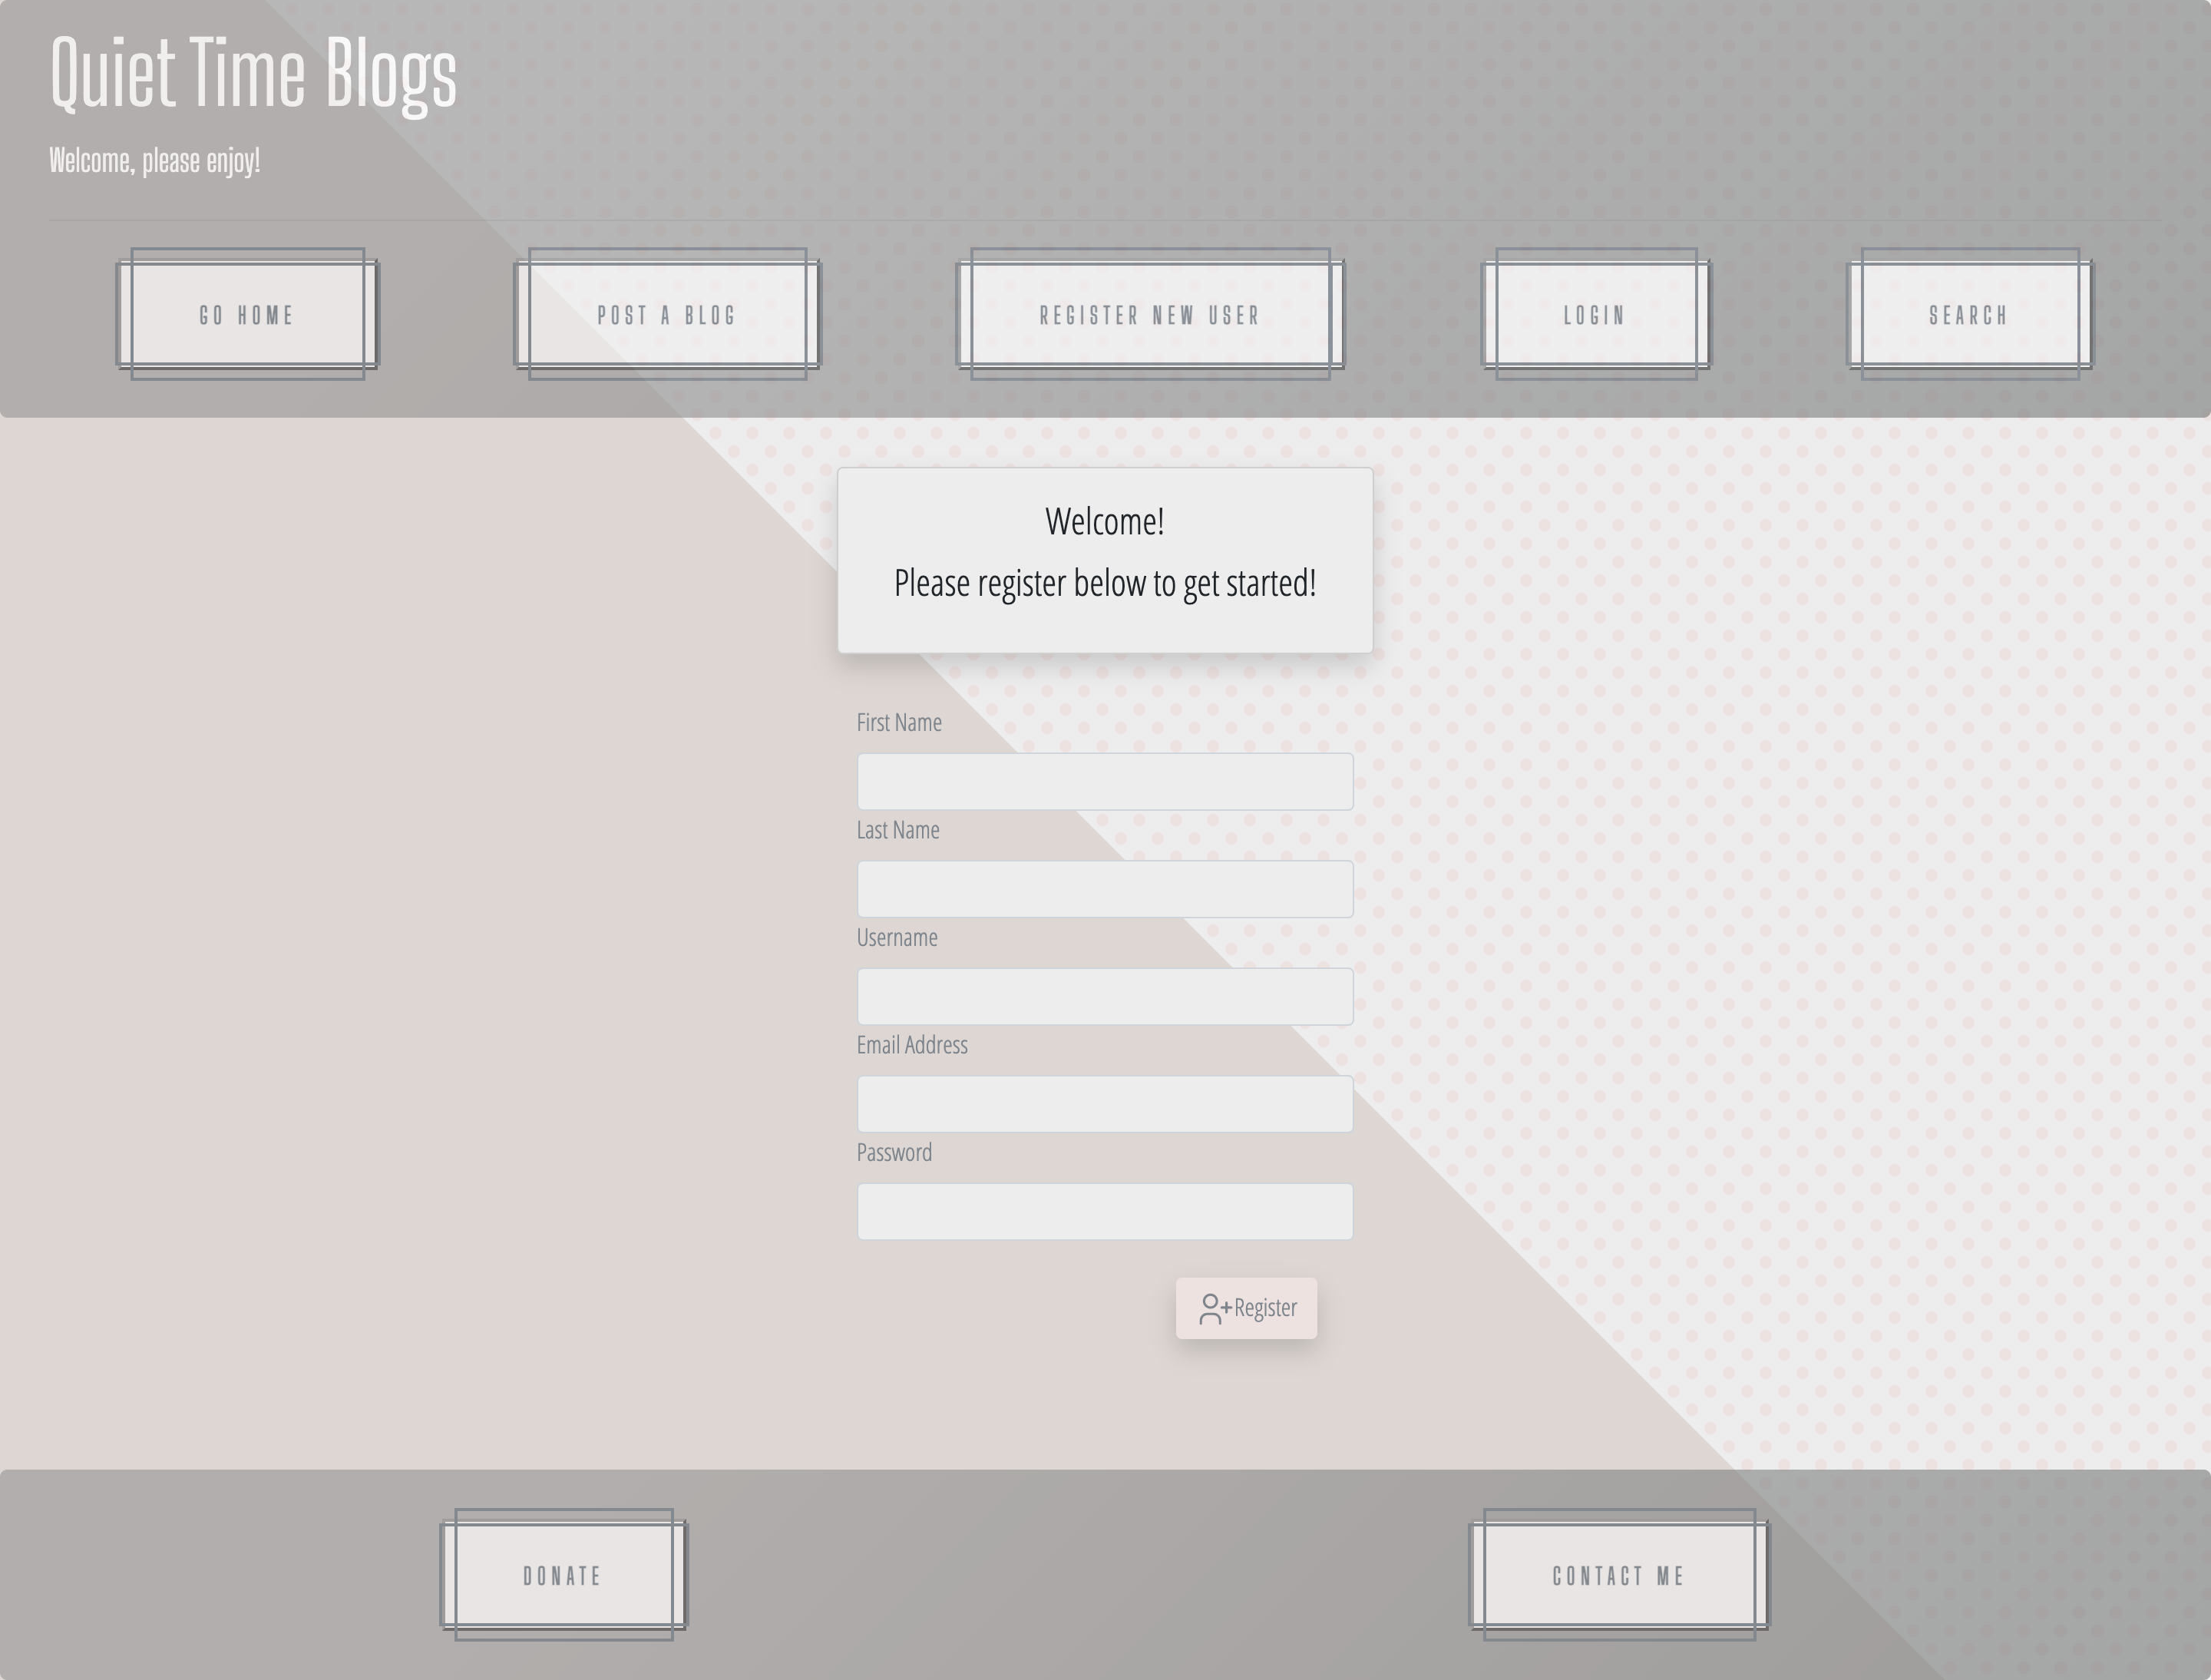 Quiet Time Blogs
Welcome, please enjoy!
GO HOME
POST A BLOG
REGISTER NEW USER
LOGIN
SEARCH
Welcome!
Please register below to get started!
First Name
Last Name
Username
Email Address
Password
Register
DONATE
CONTACT ME